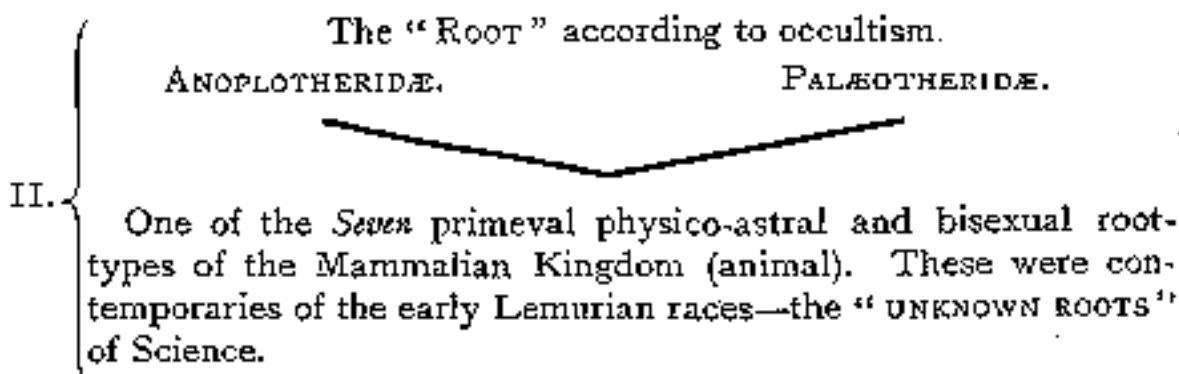 The “ROOT” according to occultism.
ANOPLOTHERIDÆ. PALÆOTHERIDÆ.
II.
One of the Seven primeval physico-astral and bisexual root-
types of the Mammalian Kingdom (animal). These were con-
temporaries of the early Lemurian races—the “UNKNOWN ROOTS”
of Science.